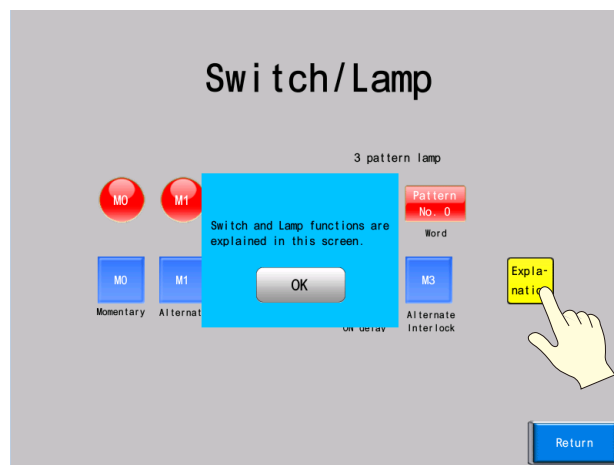 Switch/Lamp
3 pattern lamp
M0
M1
Pattern
No. 0
Word
Switch and Lamp functions are
explained in this screen.
OK
M0
M1
M3
Momentary
Alternat
ON delay
Alternate
Interlock
Expla-
natio
Return